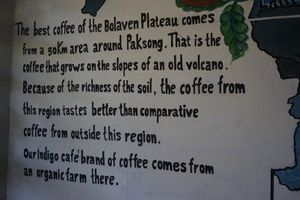 The best coffee of the Bolaven Plateau comes
from a 50Km area around Paksong. That is the
coffee that grows on the slopes of an old volcano.
Because of the richness of the soil, the coffee from
this region tastes better than comparative
coffee from outside this region.
Our Indigo café brand of coffee comes from
an organic farm there.